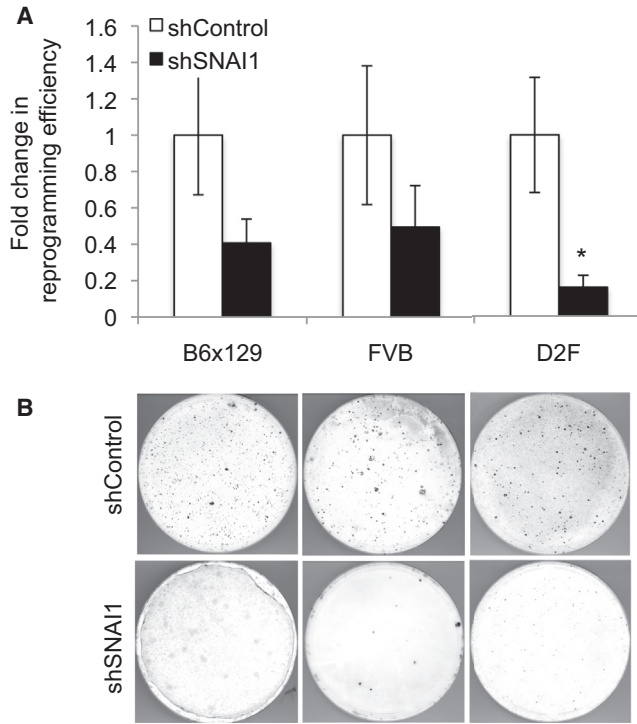 A
1.6
1.4
1.2
1
0.8
0.6
0.4
0.2
0
Fold change in
reprogramming efficiency
shControl
shSNAI1
*
B6x129
FVB
D2F
B
shControl
shSNAI1